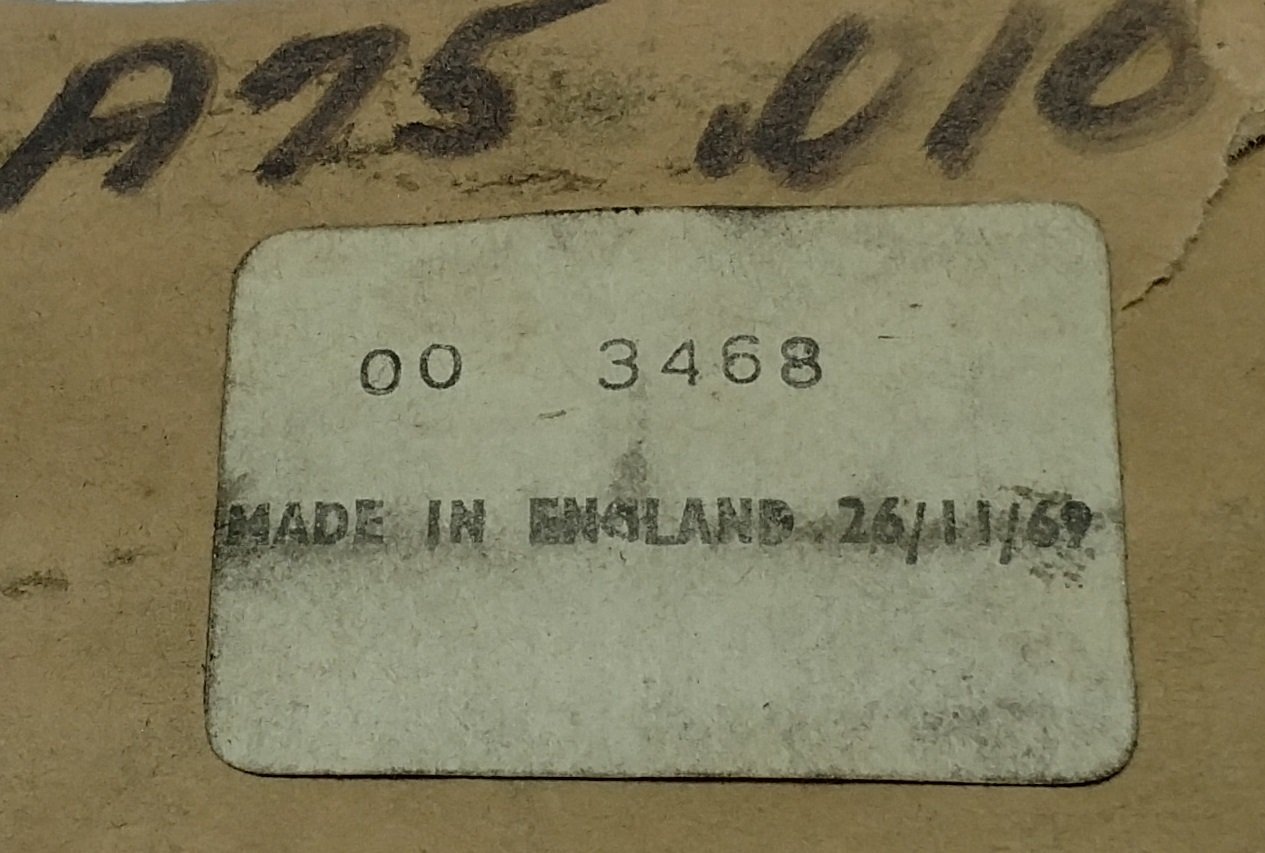 A75 .010
00 3468
MADE IN ENGLAND 26/11/69